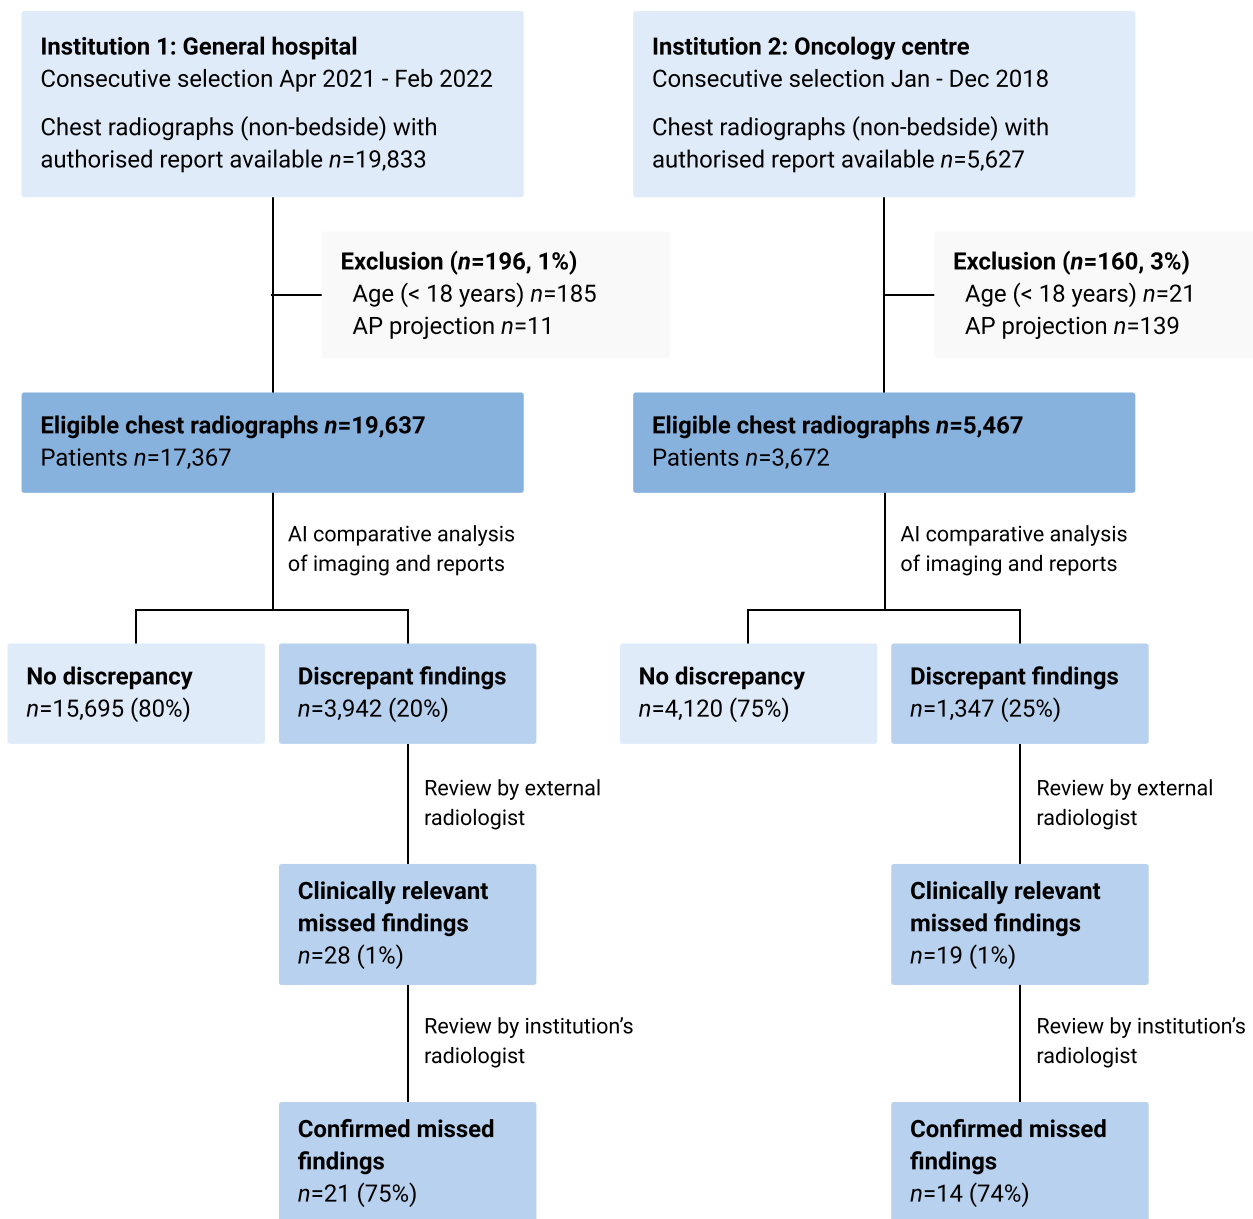 Institution 1: General hospital
Consecutive selection Apr 2021 - Feb 2022
Chest radiographs (non-bedside) with
authorised report available n=19,833
Exclusion (n=196, 1%)
Age (< 18 years) n=185
AP projection n=11
Eligible chest radiographs n=19,637
Patients n=17,367
AI comparative analysis
of imaging and reports
No discrepancy
n=15,695 (80%)
Discrepant findings
n=3,942 (20%)
Review by external
radiologist
Clinically relevant
missed findings
n=28 (1%)
Review by institution’s
radiologist
Confirmed missed
findings
n=21 (75%)
Institution 2: Oncology centre
Consecutive selection Jan - Dec 2018
Chest radiographs (non-bedside) with
authorised report available n=5,627
Exclusion (n=160, 3%)
Age (< 18 years) n=21
AP projection n=139
Eligible chest radiographs n=5,467
Patients n=3,672
AI comparative analysis
of imaging and reports
No discrepancy
n=4,120 (75%)
Discrepant findings
n=1,347 (25%)
Review by external
radiologist
Clinically relevant
missed findings
n=19 (1%)
Review by institution’s
radiologist
Confirmed missed
findings
n=14 (74%)